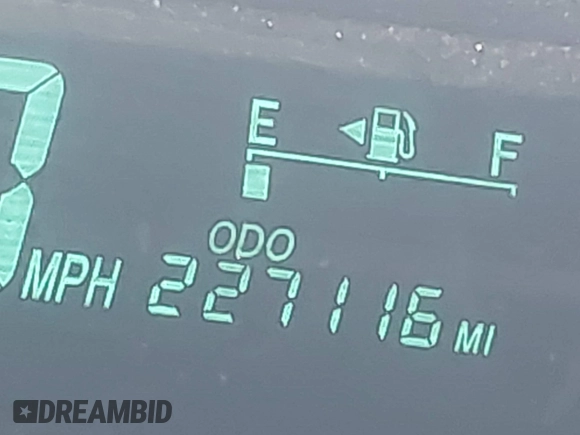 E F
ODO
MPH 227116 MI
DREAMBID